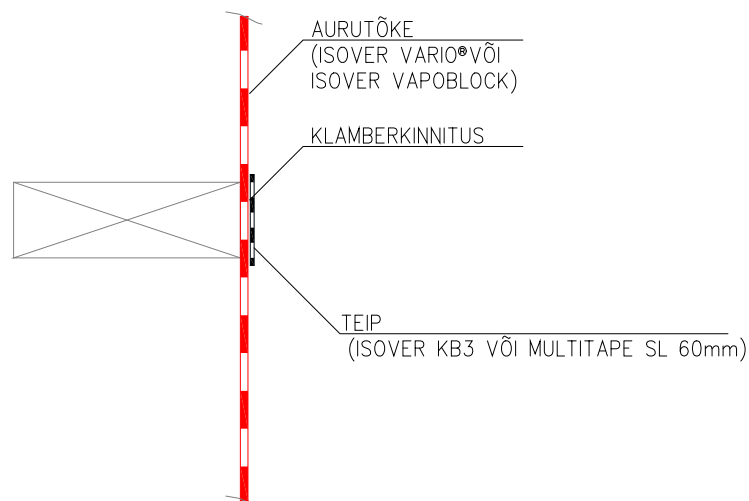 AURUTÕKE
(ISOVER VARIO® VÕI
ISOVER VAPOBLOCK)
KLAMBERKINNITUS
TEIP
(ISOVER KB3 VÕI MULTITAPE SL 60mm)